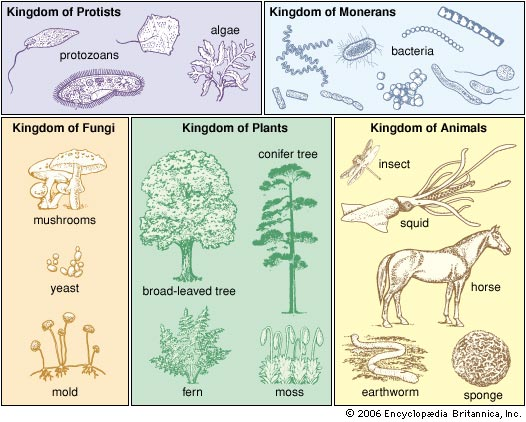 Kingdom of Protists
protozoans
algae
Kingdom of Monerans
bacteria
Kingdom of Fungi
mushrooms
yeast
mold
Kingdom of Plants
conifer tree
broad-leaved tree
fern
moss
Kingdom of Animals
insect
squid
horse
earthworm
sponge
© 2006 Encyclopædia Britannica, Inc.